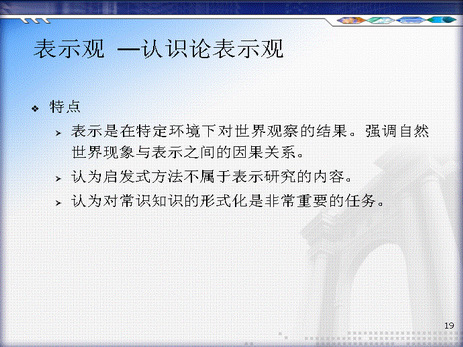 表示观 —认识论表示观
特点
表示是在特定环境下对世界观察的结果。强调自然
世界现象与表示之间的因果关系。
认为启发式方法不属于表示研究的内容。
认为对常识知识的形式化是非常重要的任务。
19